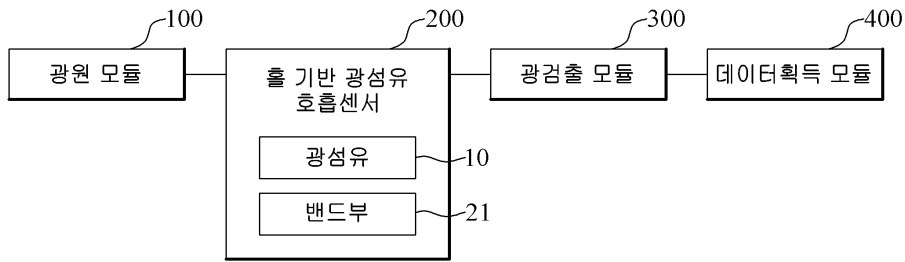 100
200
300
400
광원 모듈
홀 기반 광섬유
호흡센서
광검출 모듈
데이터획득 모듈
광섬유
10
밴드부
21